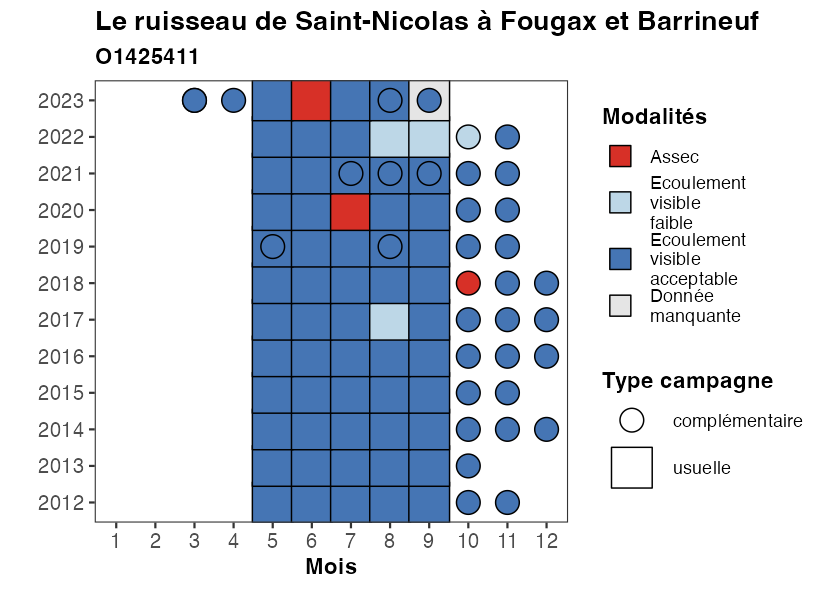 Le ruisseau de Saint-Nicolas à Fougax et Barrineuf
O1425411
2023
2022
2021
2020
2019
2018
2017
2016
2015
2014
2013
2012
1 2 3 4 5 6 7 8 9 10 11 12
Mois
Modalités
Assec
Ecoulement
visible
faible
Ecoulement
visible
acceptable
Donnée
manquante
Type campagne
complémentaire
usuelle